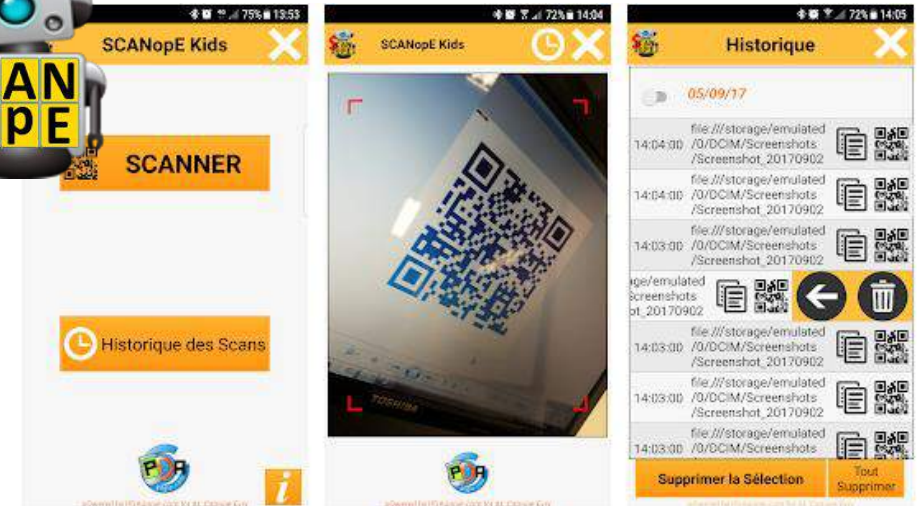 AN
PE
75% 13:53
SCANopE Kids
SCANNER
Historique des Scans
PDA
i
72% 14:04
SCANopE Kids
TOSHIBA
PDA
72% 14:05
Historique
05/09/17
14:04:00 file:///storage/emulated
/0/DCIM/Screenshots
/Screenshot_20170902
14:04:00 file:///storage/emulated
/0/DCIM/Screenshots
/Screenshot_20170902
14:03:00 file:///storage/emulated
/0/DCIM/Screenshots
/Screenshot_20170902
ge/emulated
Screenshots
ot_20170902
14:03:00 file:///storage/emulated
/0/DCIM/Screenshots
/Screenshot_20170902
14:03:00 file:///storage/emulated
/0/DCIM/Screenshots
/Screenshot_20170902
14:03:00 file:///storage/emulated
/0/DCIM/Screenshots
Supprimer la Sélection
Tout
Supprimer